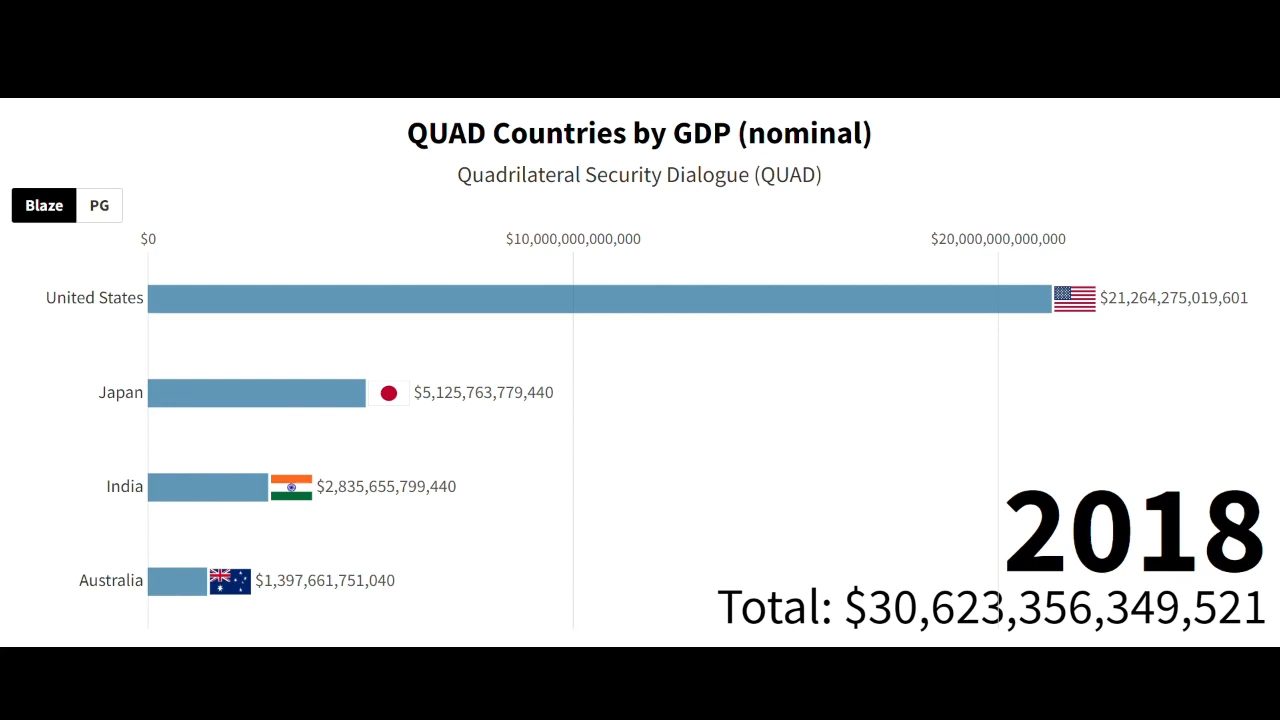 QUAD Countries by GDP (nominal)
Quadrilateral Security Dialogue (QUAD)
Blaze PG
$0 $10,000,000,000,000 $20,000,000,000,000
United States $21,264,275,019,601
Japan $5,125,763,779,440
India $2,835,655,799,440
Australia $1,397,661,751,040
2018
Total: $30,623,356,349,521